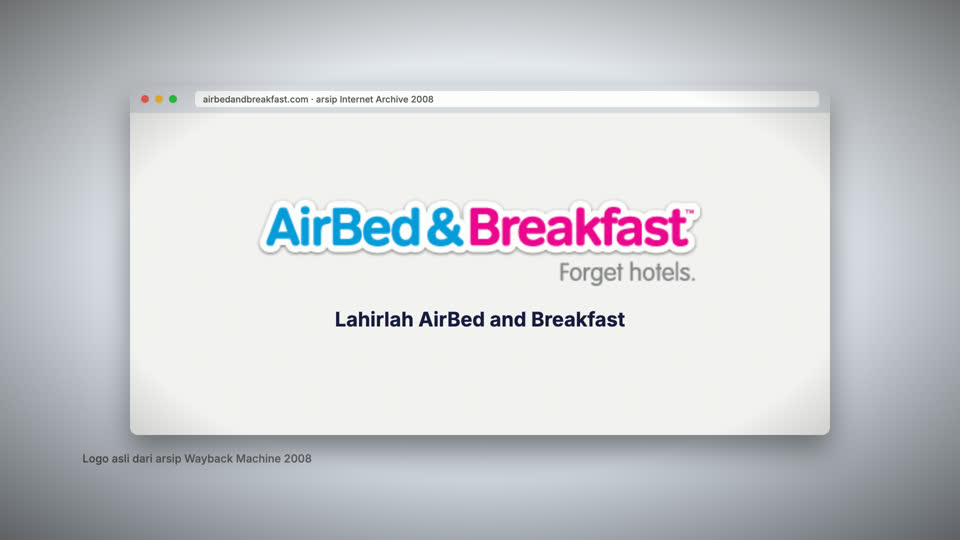 airbedandbreakfast.com · arsip Internet Archive 2008
AirBed & Breakfast™
Forget hotels.
Lahirlah AirBed and Breakfast
Logo asli dari arsip Wayback Machine 2008